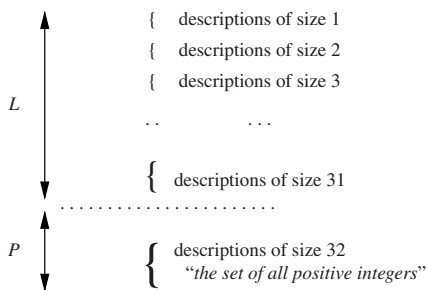 { descriptions of size 1
{ descriptions of size 2
{ descriptions of size 3
L
. . . . .
{ descriptions of size 31
. . . . . . . . . . . . . . . . . . . . . . .
P
{ descriptions of size 32
“the set of all positive integers”